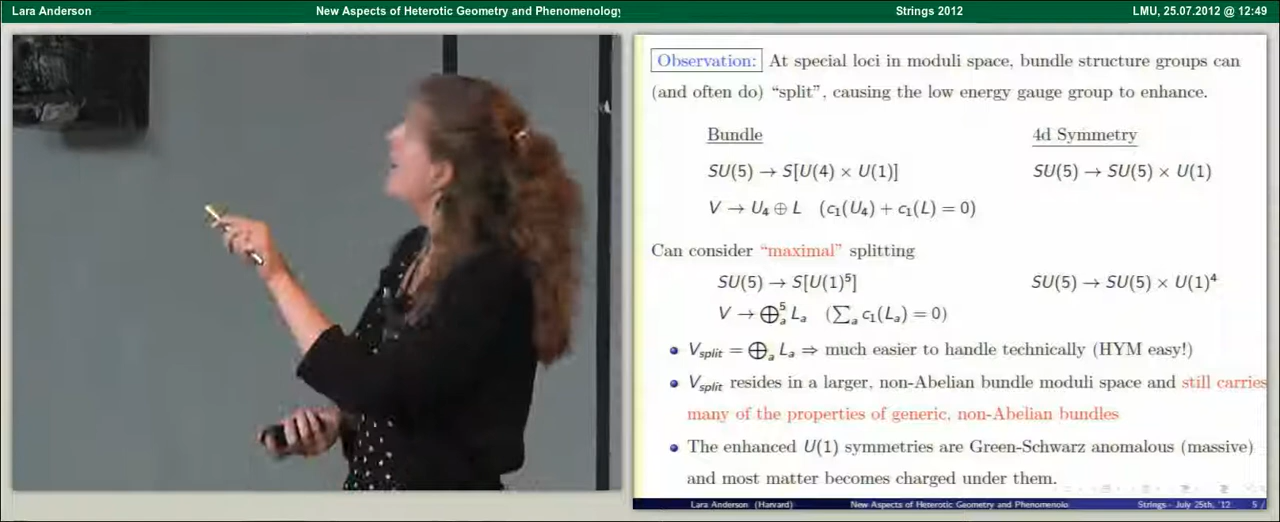 Lara Anderson New Aspects of Heterotic Geometry and Phenomenology Strings 2012 LMU, 25.07.2012 @ 12:49
Observation: At special loci in moduli space, bundle structure groups can
(and often do) “split”, causing the low energy gauge group to enhance.
Bundle 4d Symmetry
SU(5) → S[U(4) × U(1)] SU(5) → SU(5) × U(1)
V → U₄ ⊕ L (c₁(U₄) + c₁(L) = 0)
Can consider “maximal” splitting
SU(5) → S[U(1)⁵] SU(5) → SU(5) × U(1)⁴
V → ⊕ₐ⁵ Lₐ (∑ₐ c₁(Lₐ) = 0)
• V_split = ⊕ₐ Lₐ ⇒ much easier to handle technically (HYM easy!)
• V_split resides in a larger, non-Abelian bundle moduli space and still carries
many of the properties of generic, non-Abelian bundles
• The enhanced U(1) symmetries are Green-Schwarz anomalous (massive)
and most matter becomes charged under them.
Lara Anderson (Harvard) New Aspects of Heterotic Geometry and Phenomenolo Strings - July 25th, '12 5 /